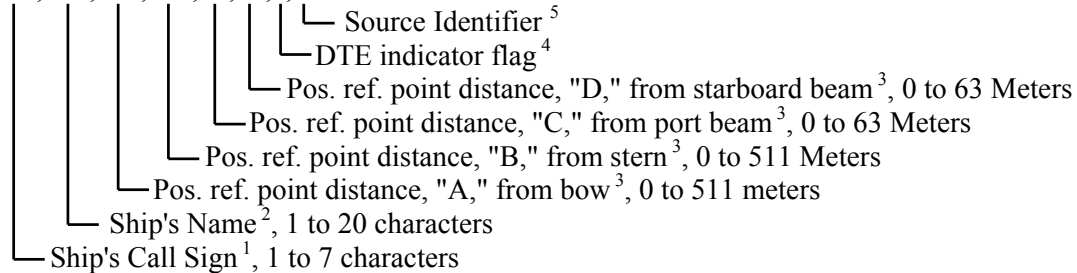 Source Identifier 5
DTE indicator flag 4
Pos. ref. point distance, "D," from starboard beam 3, 0 to 63 Meters
Pos. ref. point distance, "C," from port beam 3, 0 to 63 Meters
Pos. ref. point distance, "B," from stern 3, 0 to 511 Meters
Pos. ref. point distance, "A," from bow 3, 0 to 511 meters
Ship's Name 2, 1 to 20 characters
Ship's Call Sign 1, 1 to 7 characters